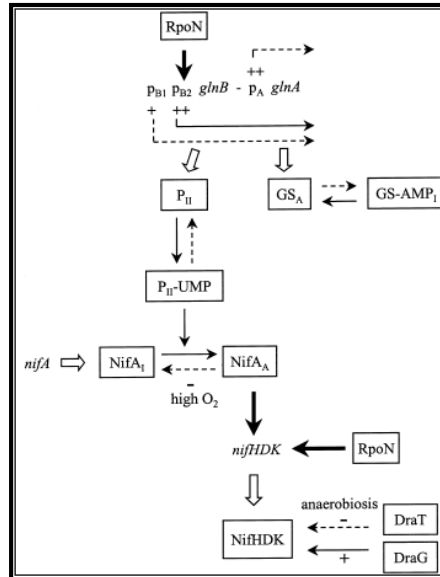 RpoN
++
pB1 pB2 glnB - pA glnA
+ ++
PII
GSA
GS-AMPI
PII-UMP
nifA
NifAI
NifAA
−
high O2
nifHDK
RpoN
anaerobiosis
NifHDK
−
DraT
+
DraG